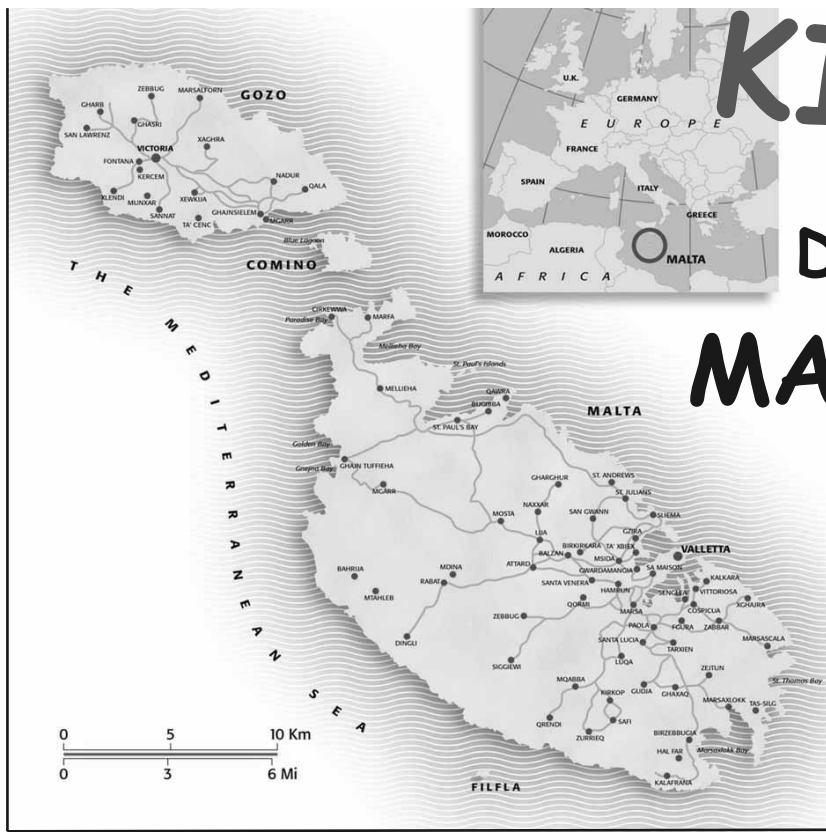 KI
D
MA
U.K.
GERMANY
E U R O P E
FRANCE
SPAIN
ITALY
GREECE
MOROCCO
ALGERIA
MALTA
A F R I C A
GOZO
ZEBBUG
MARSALFORN
GHARB
GHASRI
SAN LAWRENZ
XAGHRA
VICTORIA
FONTANA
KERCEM
NADUR
QALA
XLENDI
MUNXAR
XEWKIJA
GHAINSIELEM
SANNAT
TA' CENC
MGARR
Blue Lagoon
COMINO
THE MEDITERRANEAN SEA
CIRKEWWA
Paradise Bay
MARFA
Mellieha Bay
St. Paul's Islands
MELLIEHA
QAWRA
BUGIBBA
MALTA
ST. PAUL'S BAY
Golden Bay
GHAIN TUFFIEHA
Gnejna Bay
MGARR
GHARGHUR
ST. ANDREWS
ST. JULIANS
NAXXAR
SAN GWANN
SLIEMA
MOSTA
LIJA
GZIRA
BIRKIRKARA
TA' XBIEX
BALZAN
MSIDA
VALLETTA
ATTARD
GWARDAMANGIA
SA MAISON
BAHRIJA
MDINA
RABAT
SANTA VENERA
HAMRUN
KALKARA
SENGLEA
VITTORIOSA
MTAHLEB
QORMI
MARSA
COSPICUA
XGHAJRA
ZEBBUG
PAOLA
FGURA
ZABBAR
DINGLI
SANTA LUCIA
TARXIEN
MARSASCALA
SIGGIEWI
LUQA
ZEJTUN
St. Thomas Bay
MQABBA
KIRKOP
GUDJA
GHAXAQ
MARSAXLOKK
TAS-SILG
QRENDI
SAFI
ZURRIEQ
BIRZEBBUGIA
Marsaxlokk Bay
HAL FAR
KALAFRANA
FILFLA
0 5 10 Km
0 3 6 Mi